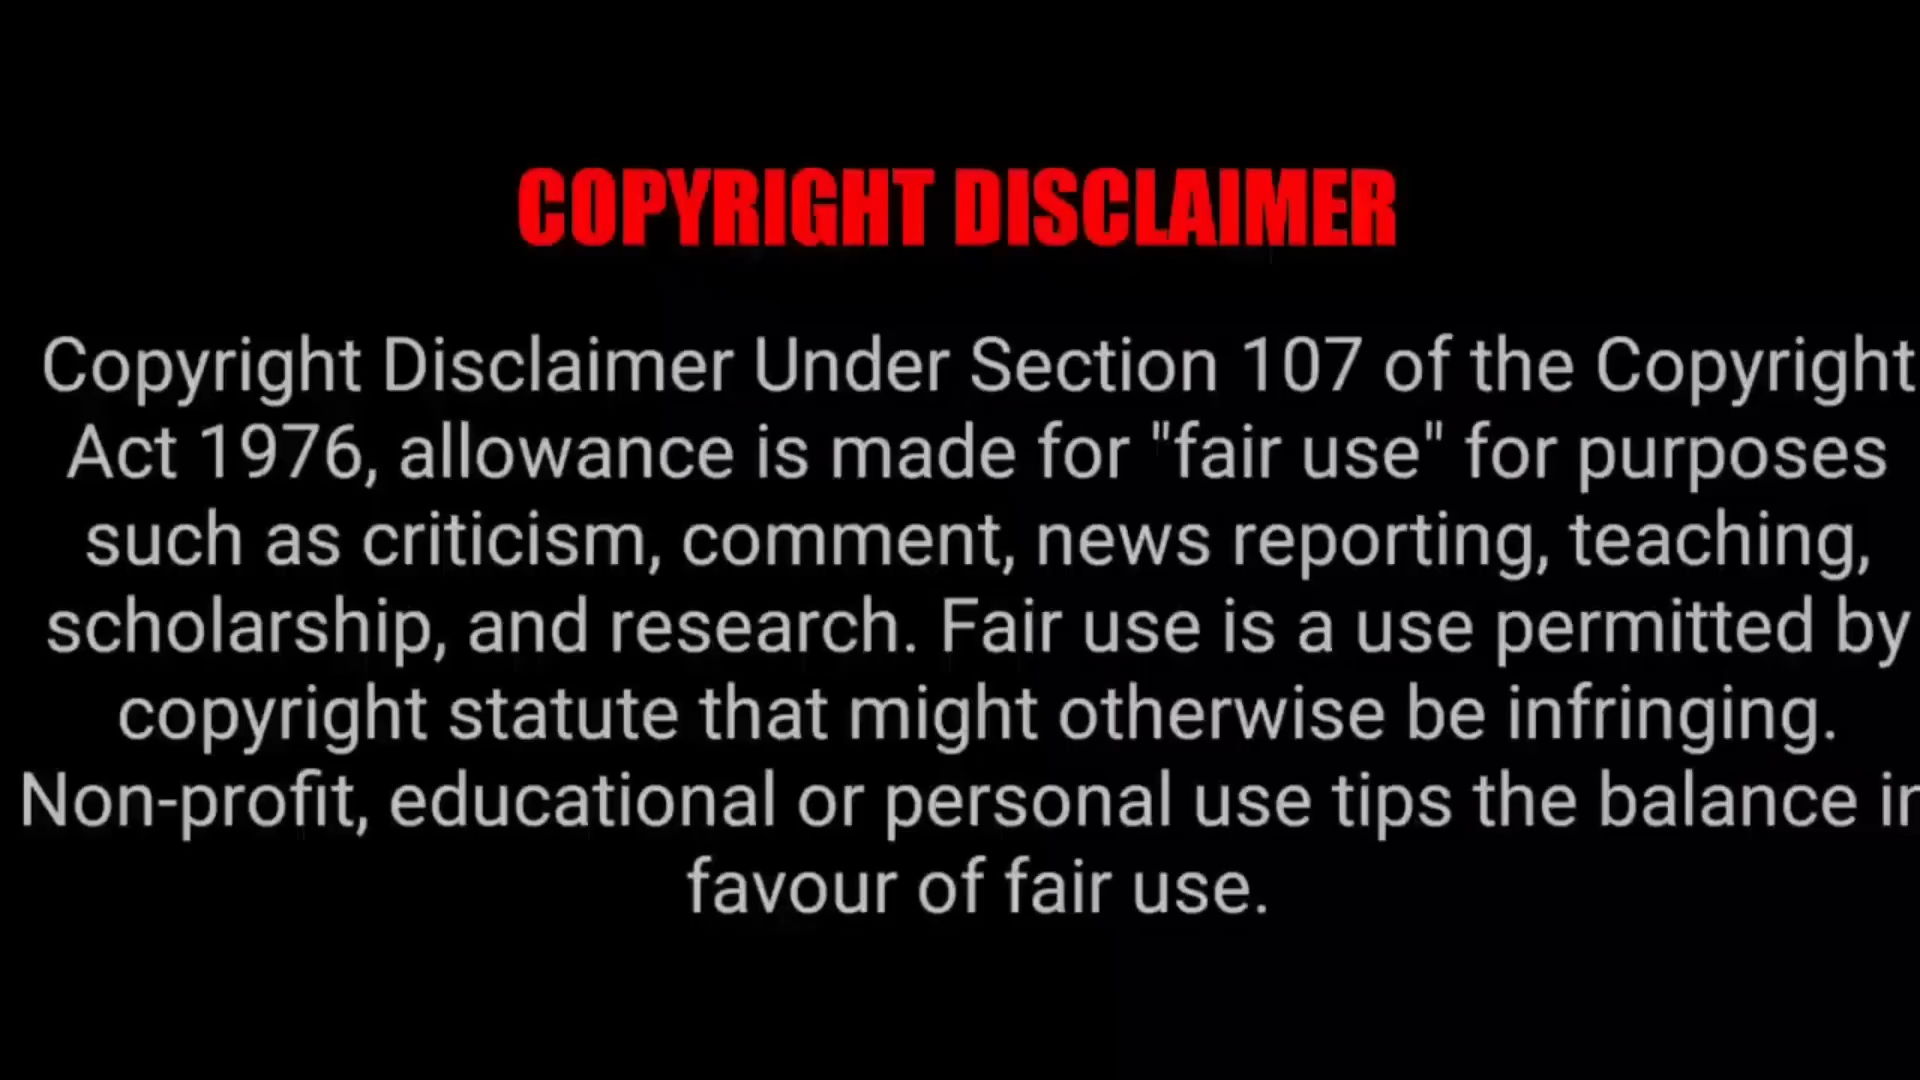 COPYRIGHT DISCLAIMER
Copyright Disclaimer Under Section 107 of the Copyright
Act 1976, allowance is made for "fair use" for purposes
such as criticism, comment, news reporting, teaching,
scholarship, and research. Fair use is a use permitted by
copyright statute that might otherwise be infringing.
Non-profit, educational or personal use tips the balance in
favour of fair use.